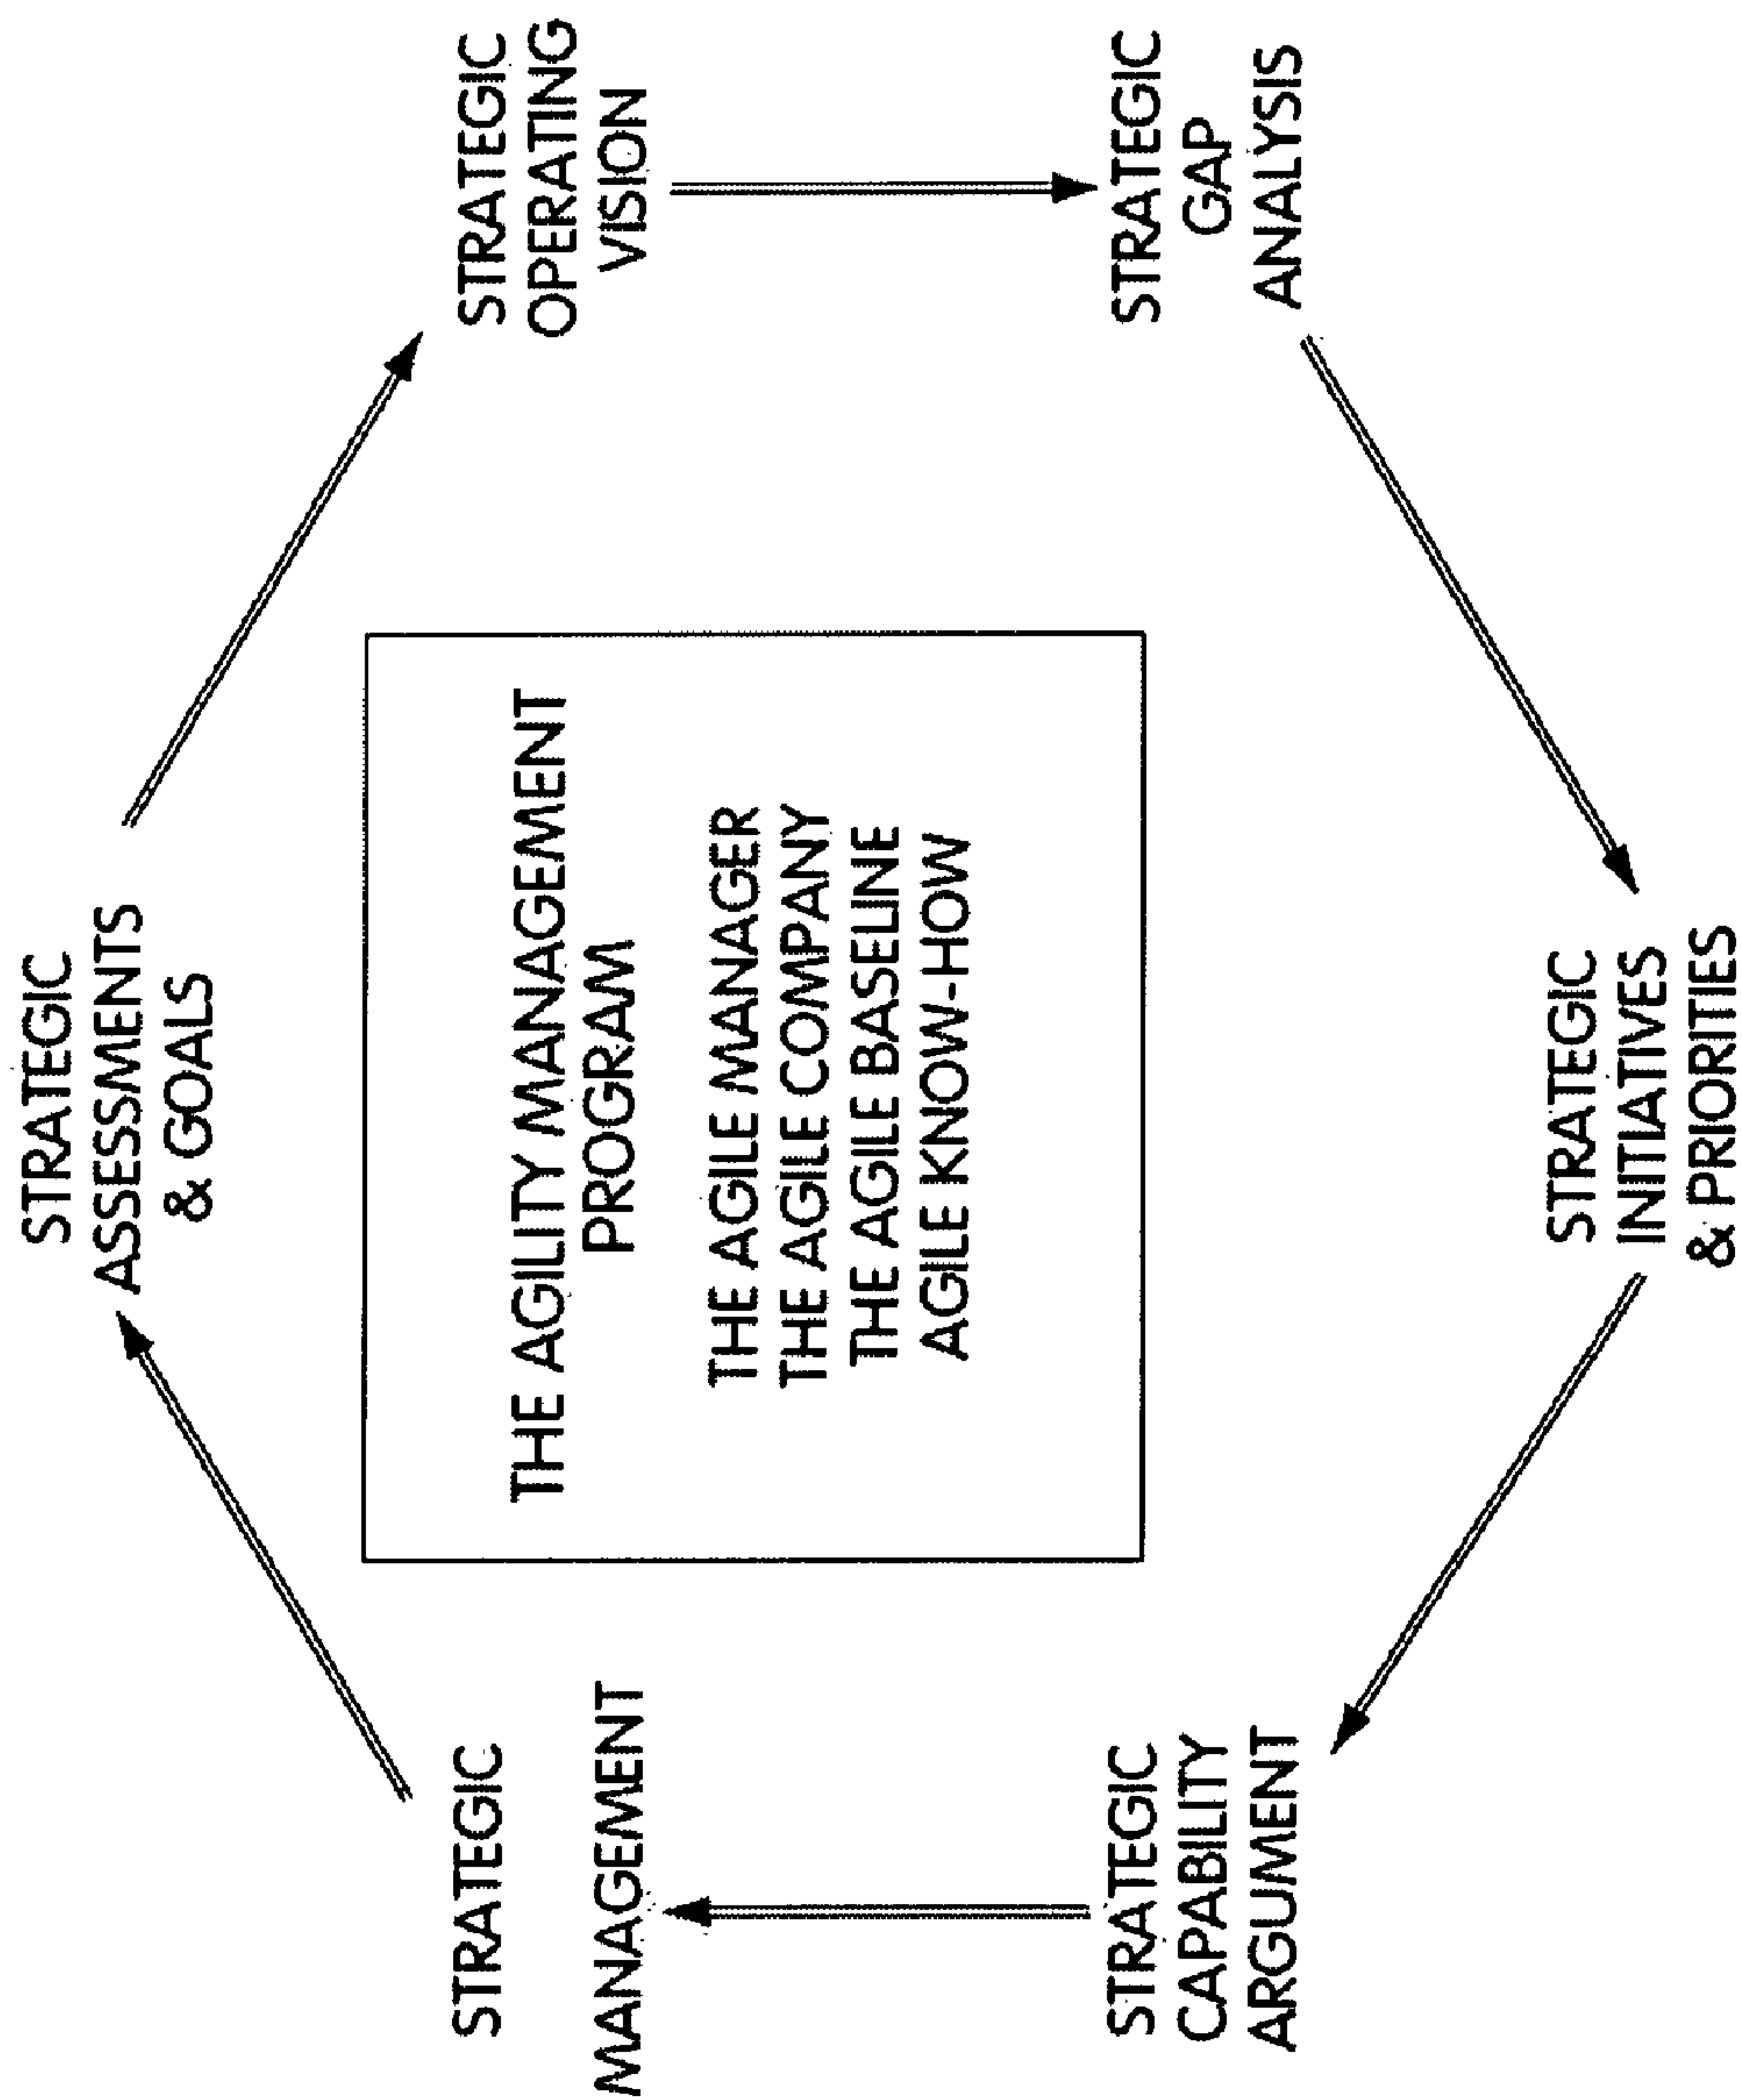 STRATEGIC
ASSESSMENTS
& GOALS
STRATEGIC
OPERATING
VISION
STRATEGIC
GAP
ANALYSIS
STRATEGIC
INITIATIVES
& PRIORITIES
STRATEGIC
CAPABILITY
ARGUMENT
STRATEGIC
MANAGEMENT
THE AGILITY MANAGEMENT
PROGRAM
THE AGILE MANAGER
THE AGILE COMPANY
THE AGILE BASELINE
AGILE KNOW-HOW